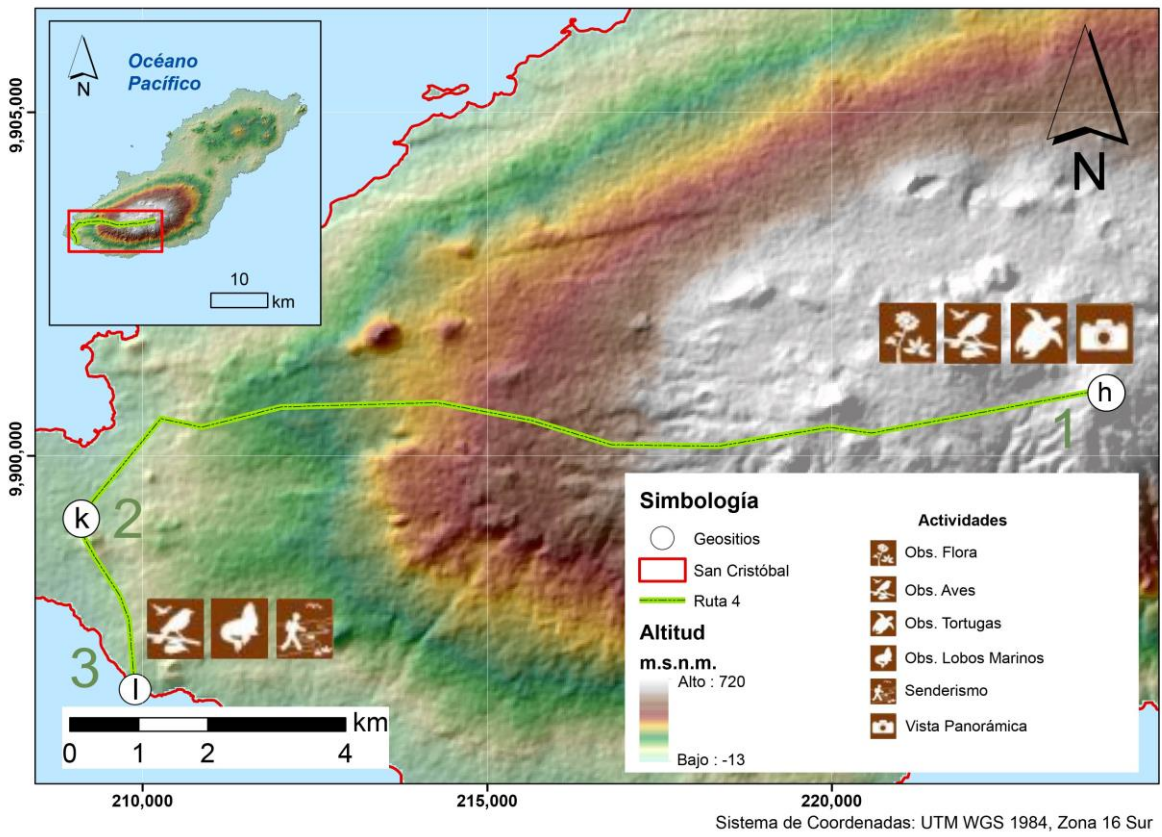 Océano
Pacífico
N
10
km
N
9,905,000
9,900,000
h
1
k
2
3
l
km
0 1 2 4
Simbología
Geositios
San Cristóbal
Ruta 4
Altitud
m.s.n.m.
Alto : 720
Bajo : -13
Actividades
Obs. Flora
Obs. Aves
Obs. Tortugas
Obs. Lobos Marinos
Senderismo
Vista Panorámica
210,000 215,000 220,000
Sistema de Coordenadas: UTM WGS 1984, Zona 16 Sur